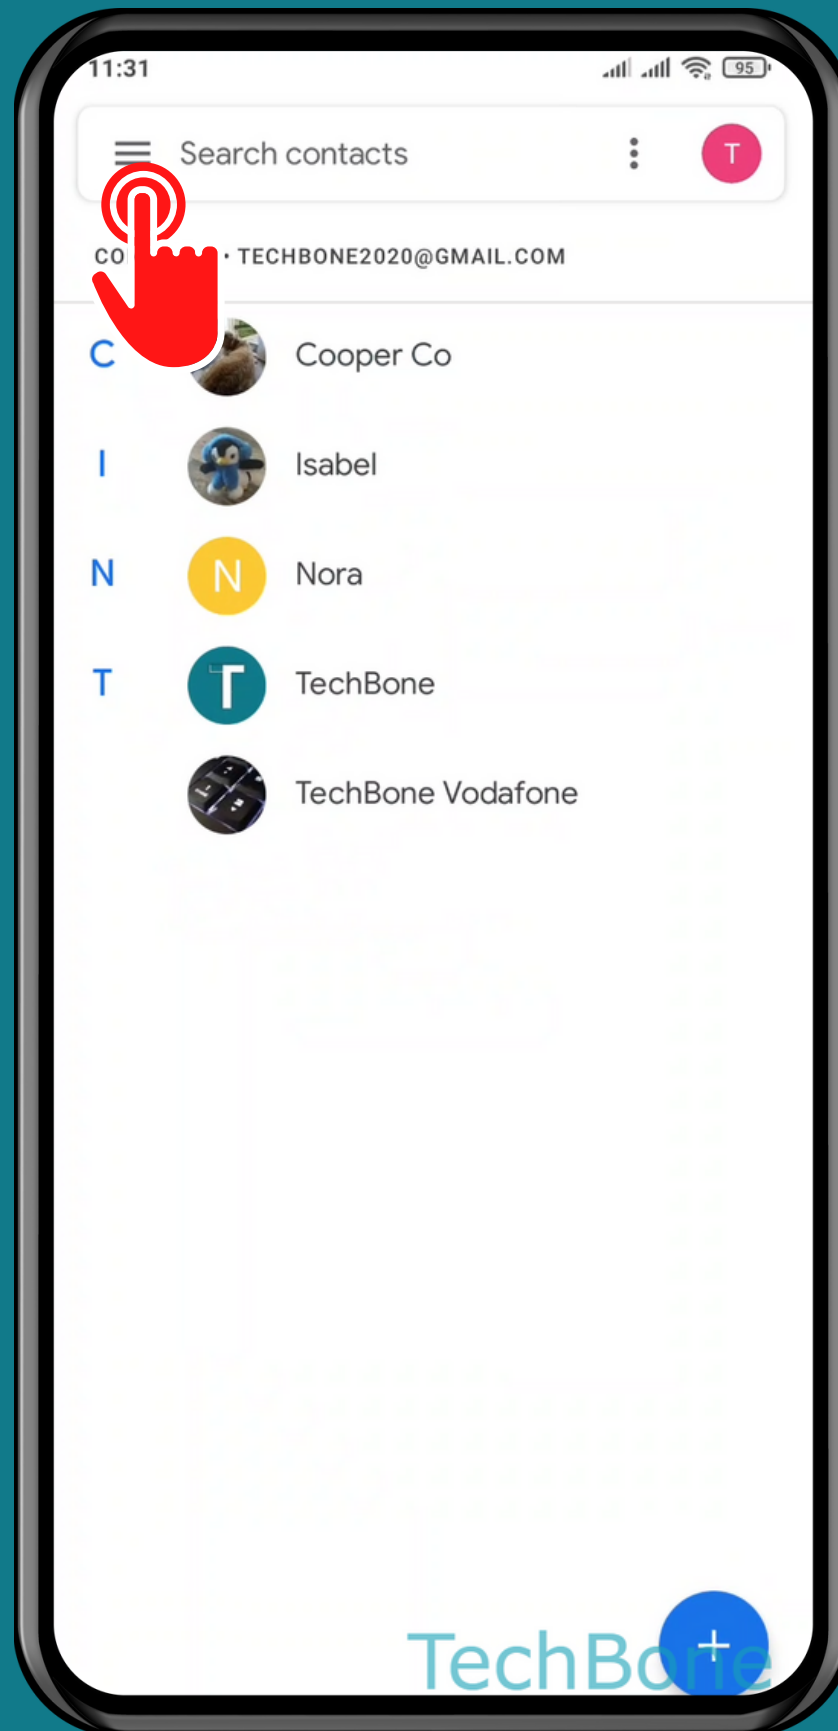 11:31 95
Search contacts T
CO · TECHBONE2020@GMAIL.COM
C Cooper Co
I Isabel
N N Nora
T T TechBone
TechBone Vodafone
TechBone